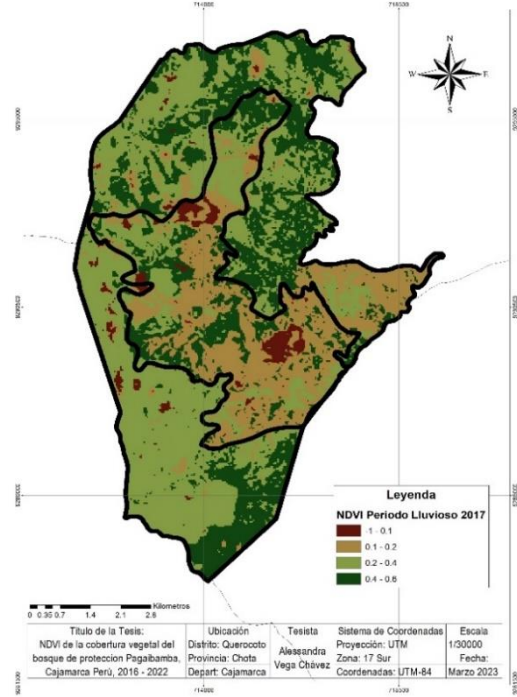 714000
N
W
E
S
Leyenda
NDVI Periodo Lluvioso 2017
-1 - 0.1
0.1 - 0.2
0.2 - 0.4
0.4 - 0.6
Kilometros
0 0.35 0.7 1.4 2.1 2.8
Titulo de la Tesis:
NDVI de la cobertura vegetal del
bosque de proteccion Pagaibamba,
Cajamarca Perú, 2016 - 2022
Ubicación
Distrito: Querocoto
Provincia: Chota
Depart: Cajamarca
Tesista
Alessandra
Vega Chávez
Sistema de Coordenadas
Proyección: UTM
Zona: 17 Sur
Coordenadas: UTM-84
Escala
1/30000
Fecha:
Marzo 2023
714000